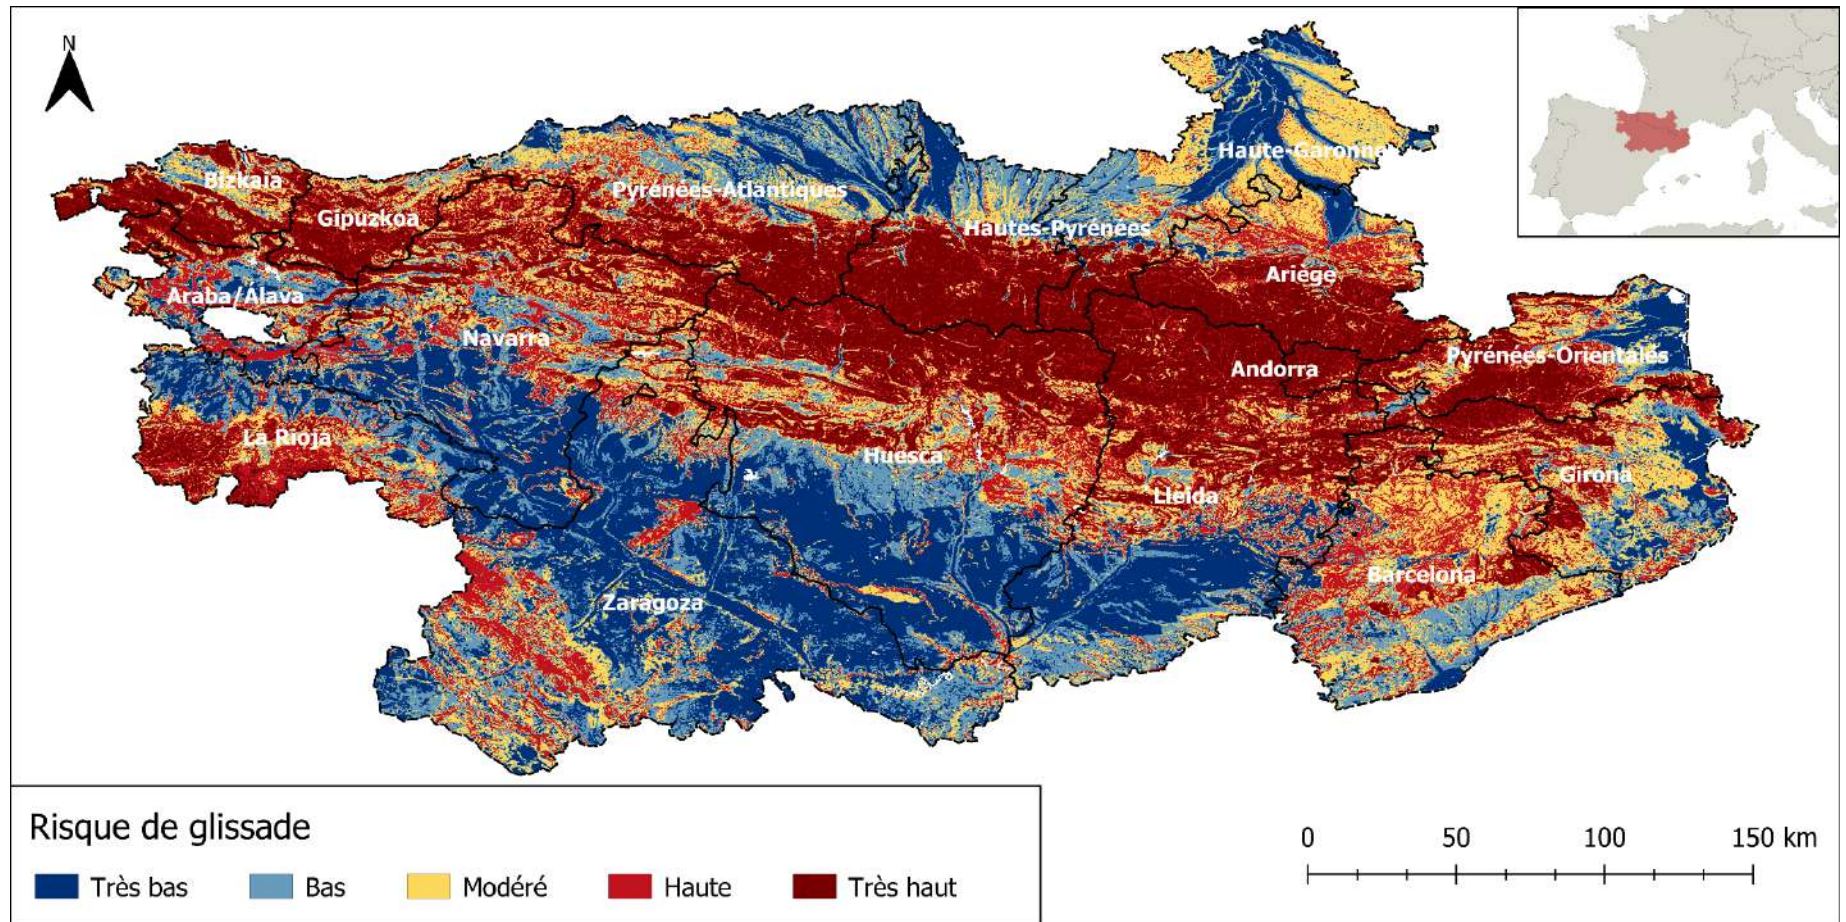 N
Haute-Garonne
Bizkaia
Pyrénées-Atlantiques
Gipuzkoa
Hautes-Pyrénées
Ariége
Araba/Álava
Navarra
Pyrénées-Orientales
Andorra
La Rioja
Huesca
Girona
Lleida
Barcelona
Zaragoza
Risque de glissade
Très bas
Bas
Modéré
Haute
Très haut
0 50 100 150 km